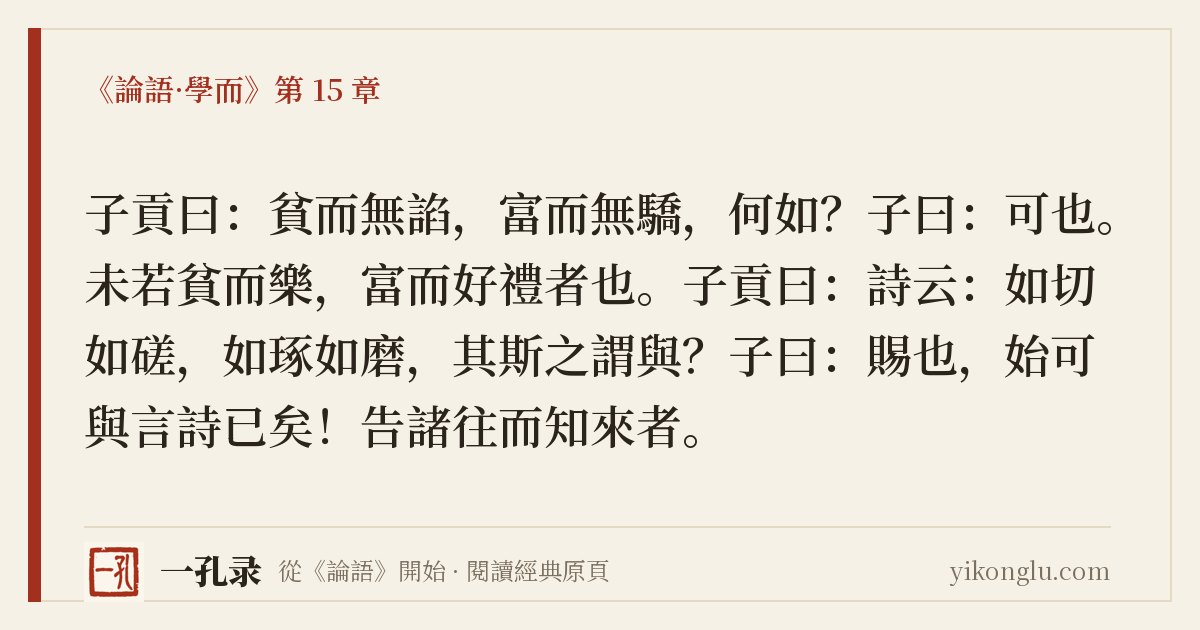 《論語·學而》第 15 章
子貢曰：貧而無諂，富而無驕，何如？子曰：可也。
未若貧而樂，富而好禮者也。子貢曰：詩云：如切
如磋，如琢如磨，其斯之謂與？子曰：賜也，始可
與言詩已矣！告諸往而知來者。
一孔
一孔录 從《論語》開始 · 閱讀經典原頁 yikonglu.com